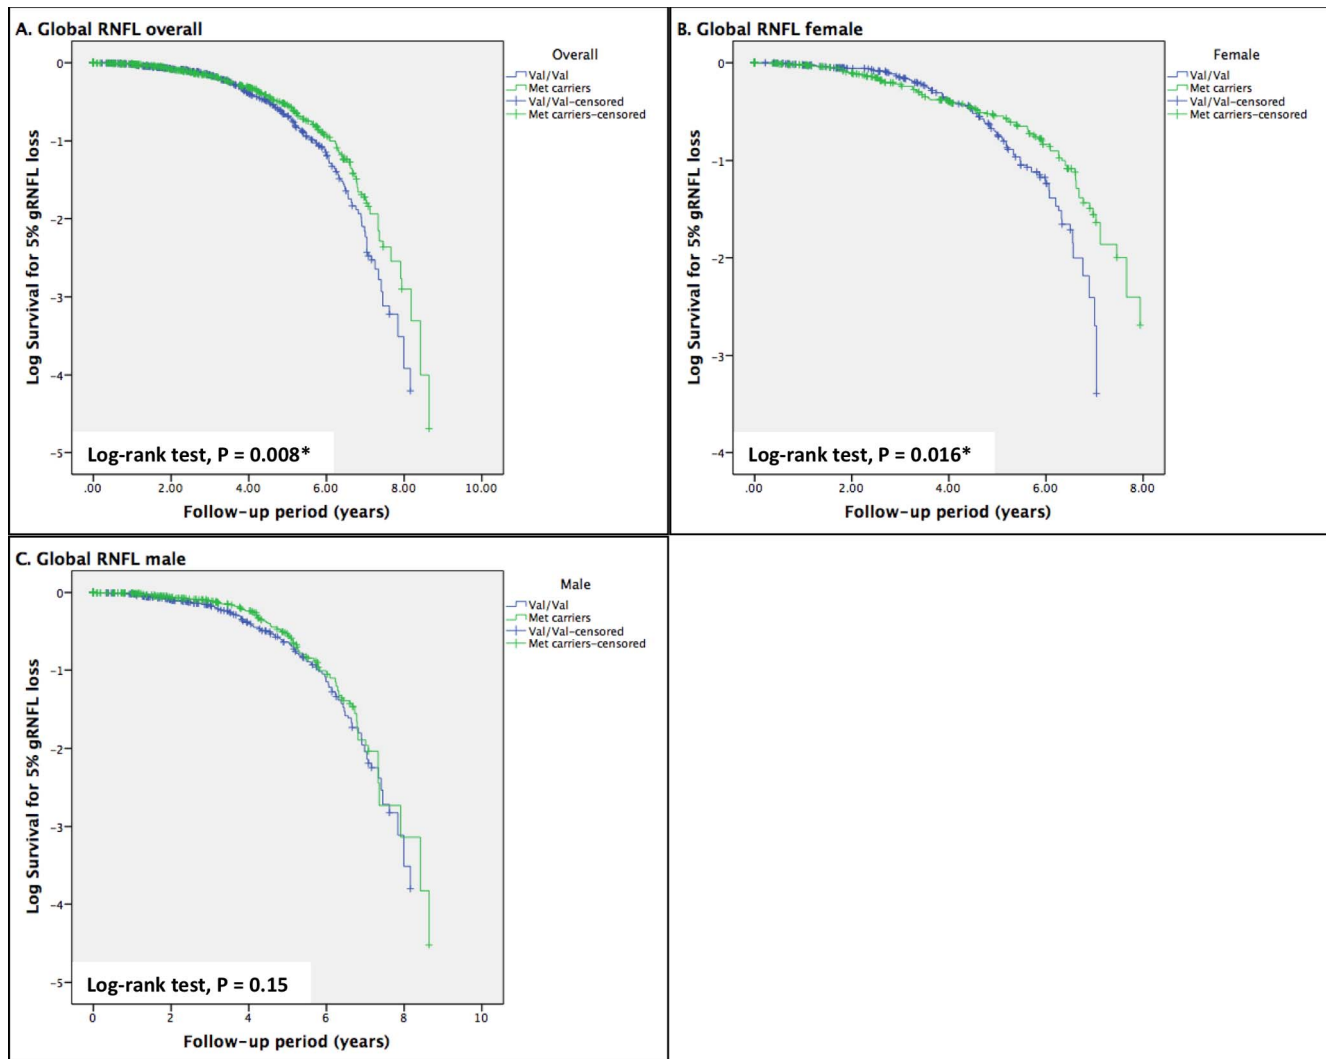 A. Global RNFL overall
Log Survival for 5% gRNFL loss
0
-1
-2
-3
-4
-5
.00 2.00 4.00 6.00 8.00 10.00
Follow-up period (years)
Log-rank test, P = 0.008*
Overall
Val/Val
Met carriers
Val/Val-censored
Met carriers-censored
B. Global RNFL female
Log Survival for 5% gRNFL loss
0
-1
-2
-3
-4
.00 2.00 4.00 6.00 8.00
Follow-up period (years)
Log-rank test, P = 0.016*
Female
Val/Val
Met carriers
Val/Val-censored
Met carriers-censored
C. Global RNFL male
Log Survival for 5% gRNFL loss
0
-1
-2
-3
-4
-5
0 2 4 6 8 10
Follow-up period (years)
Log-rank test, P = 0.15
Male
Val/Val
Met carriers
Val/Val-censored
Met carriers-censored